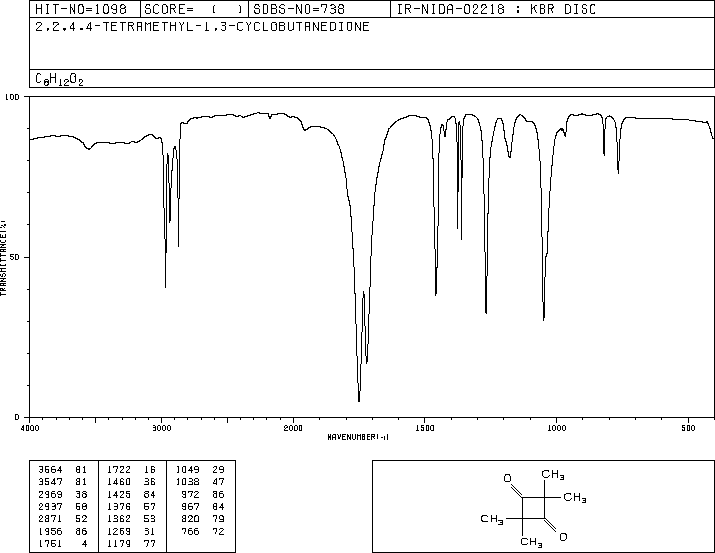 HIT-NO=1098 SCORE= ( ) SDBS-NO=738 IR-NIDA-02218 : KBR DISC
2,2,4,4-TETRAMETHYL-1,3-CYCLOBUTANEDIONE
C8H12O2
100
50
0
TRANSMITTANCE(%)
4000 3000 2000 1500 1000 500
WAVENUMBER(-1)
3564 81 1722 16 1049 29
3547 81 1460 36 1038 47
2969 38 1425 84 972 86
2937 60 1376 57 967 84
2871 52 1362 53 820 79
1956 86 1269 31 766 72
1751 4 1179 77
O CH3
CH3
CH3
CH3 O